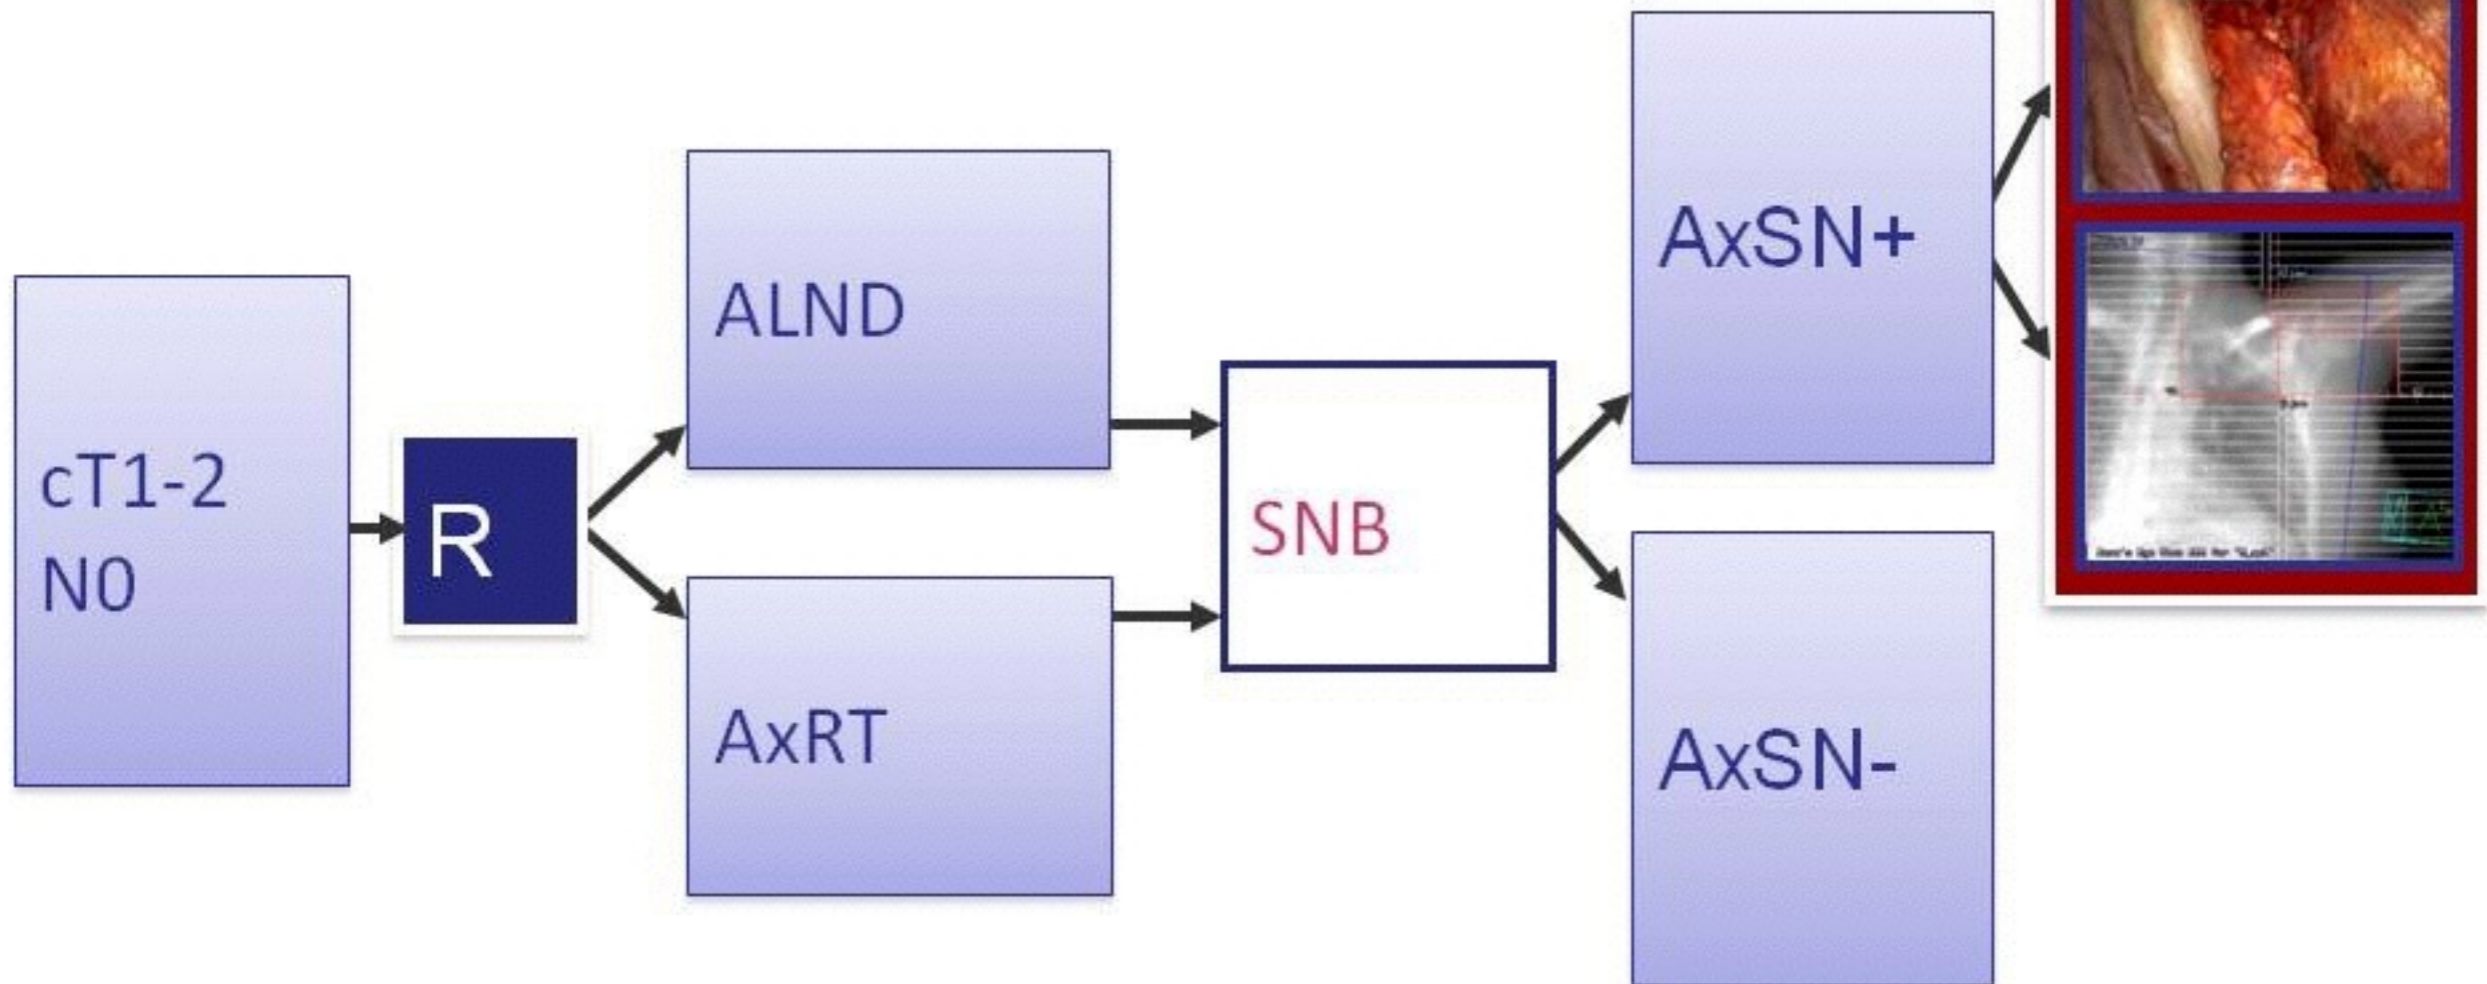 cT1-2
N0
R
ALND
AxRT
SNB
AxSN+
AxSN-